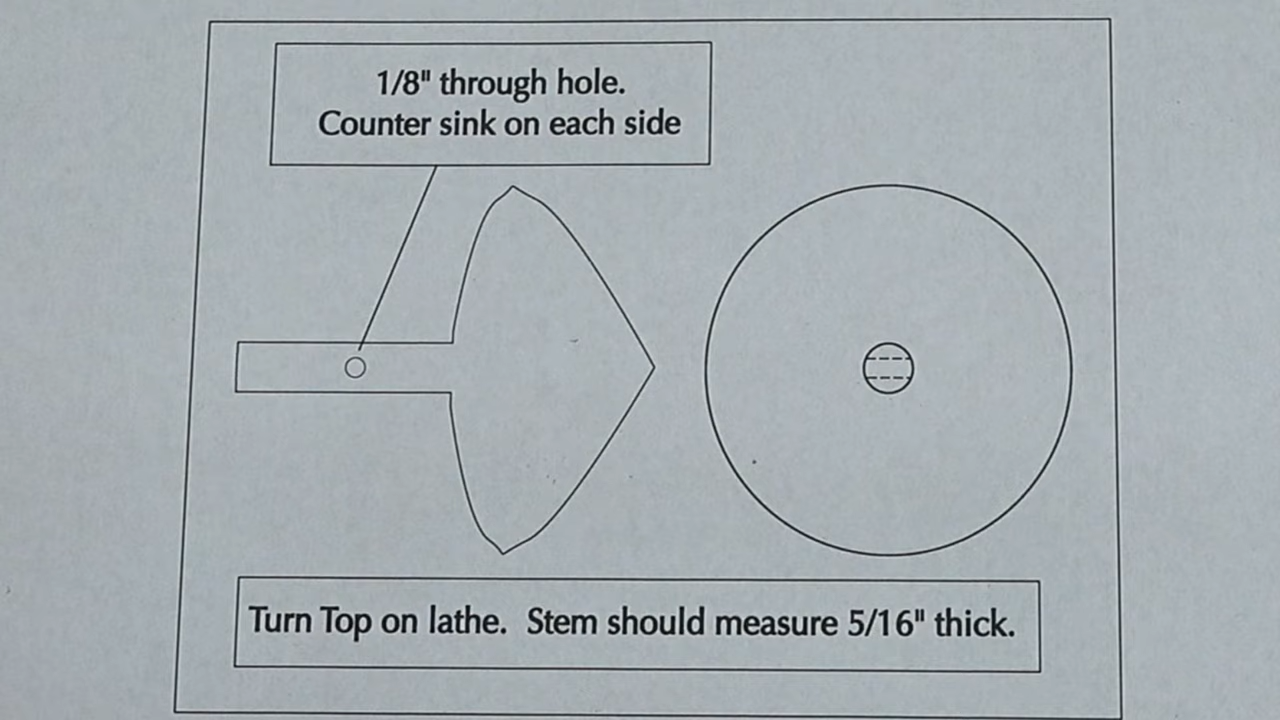 1/8" through hole.
Counter sink on each side
Turn Top on lathe.  Stem should measure 5/16" thick.